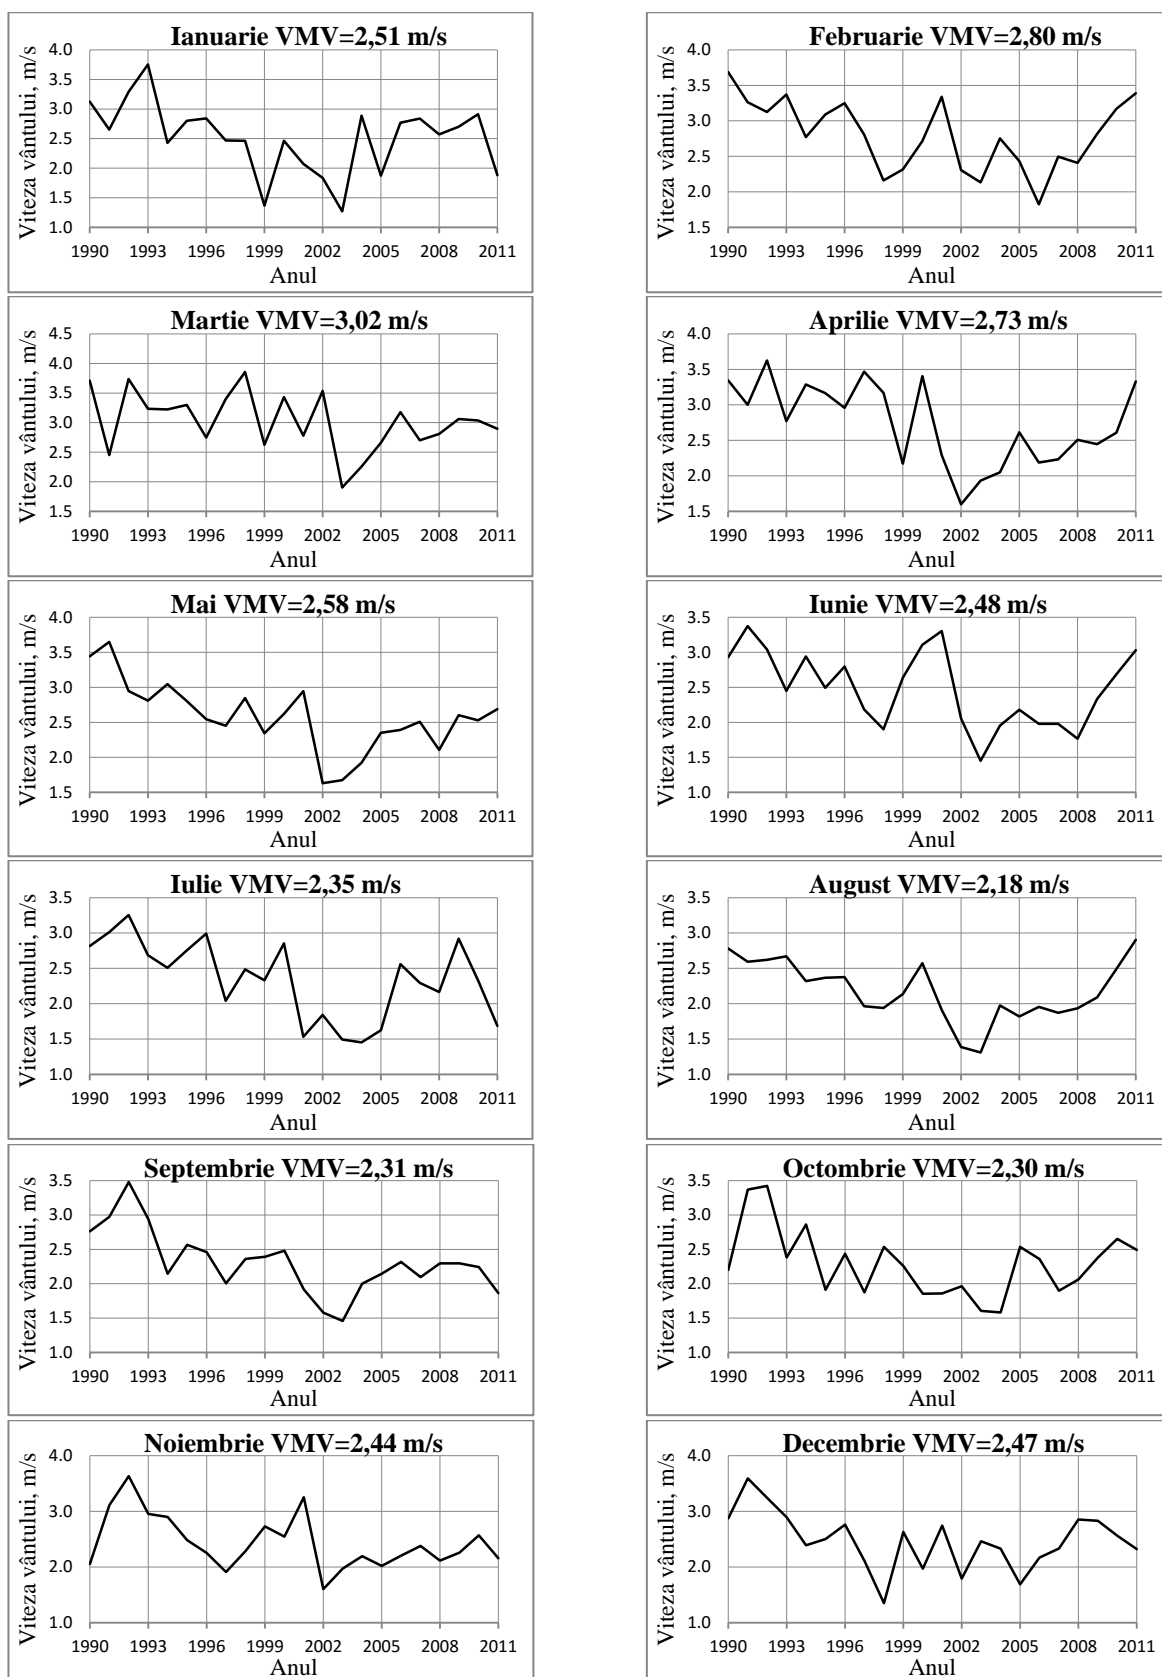 Ianuarie VMV=2,51 m/s
Viteza vântului, m/s
4.0
3.5
3.0
2.5
2.0
1.5
1.0
1990 1993 1996 1999 2002 2005 2008 2011
Anul
Februarie VMV=2,80 m/s
Viteza vântului, m/s
4.0
3.5
3.0
2.5
2.0
1.5
1990 1993 1996 1999 2002 2005 2008 2011
Anul
Martie VMV=3,02 m/s
Viteza vântului, m/s
4.5
4.0
3.5
3.0
2.5
2.0
1.5
1990 1993 1996 1999 2002 2005 2008 2011
Anul
Aprilie VMV=2,73 m/s
Viteza vântului, m/s
4.0
3.5
3.0
2.5
2.0
1.5
1990 1993 1996 1999 2002 2005 2008 2011
Anul
Mai VMV=2,58 m/s
Viteza vântului, m/s
4.0
3.5
3.0
2.5
2.0
1.5
1990 1993 1996 1999 2002 2005 2008 2011
Anul
Iunie VMV=2,48 m/s
Viteza vântului, m/s
3.5
3.0
2.5
2.0
1.5
1.0
1990 1993 1996 1999 2002 2005 2008 2011
Anul
Iulie VMV=2,35 m/s
Viteza vântului, m/s
3.5
3.0
2.5
2.0
1.5
1.0
1990 1993 1996 1999 2002 2005 2008 2011
Anul
August VMV=2,18 m/s
Viteza vântului, m/s
3.5
3.0
2.5
2.0
1.5
1.0
1990 1993 1996 1999 2002 2005 2008 2011
Anul
Septembrie VMV=2,31 m/s
Viteza vântului, m/s
3.5
3.0
2.5
2.0
1.5
1.0
1990 1993 1996 1999 2002 2005 2008 2011
Anul
Octombrie VMV=2,30 m/s
Viteza vântului, m/s
3.5
3.0
2.5
2.0
1.5
1.0
1990 1993 1996 1999 2002 2005 2008 2011
Anul
Noiembrie VMV=2,44 m/s
Viteza vântului, m/s
4.0
3.0
2.0
1.0
1990 1993 1996 1999 2002 2005 2008 2011
Anul
Decembrie VMV=2,47 m/s
Viteza vântului, m/s
4.0
3.0
2.0
1.0
1990 1993 1996 1999 2002 2005 2008 2011
Anul